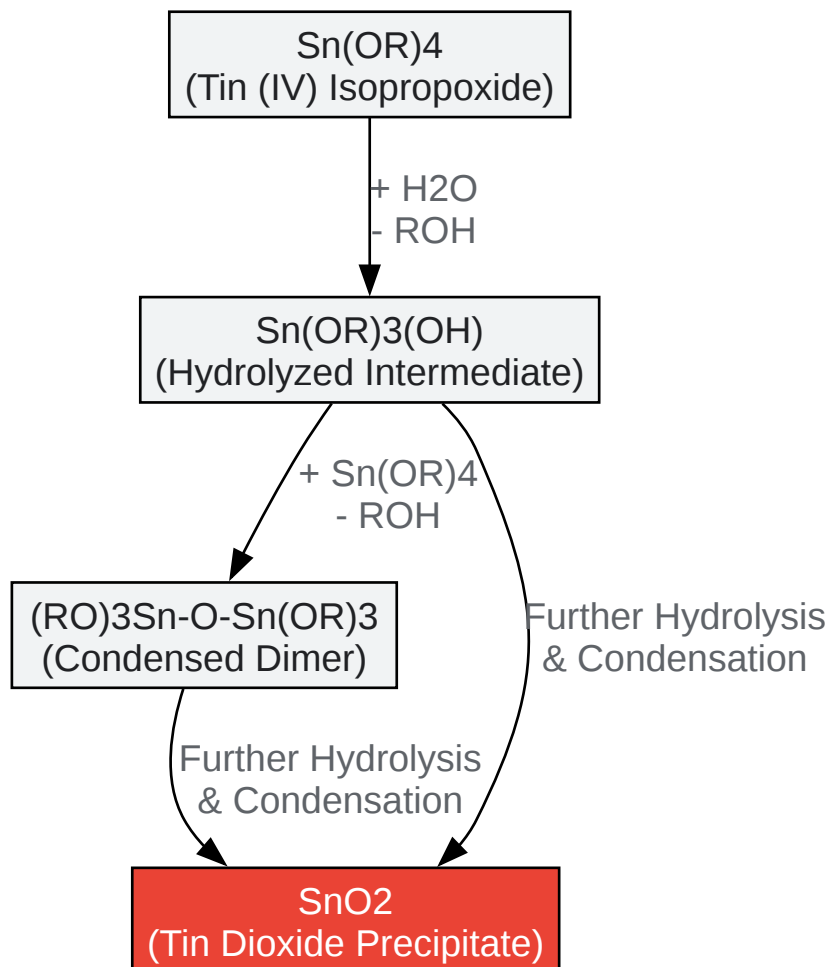 Sn(OR)4
(Tin (IV) Isopropoxide)
+ H2O
- ROH
Sn(OR)3(OH)
(Hydrolyzed Intermediate)
+ Sn(OR)4
- ROH
(RO)3Sn-O-Sn(OR)3
(Condensed Dimer)
Further Hydrolysis
& Condensation
Further Hydrolysis
& Condensation
SnO2
(Tin Dioxide Precipitate)